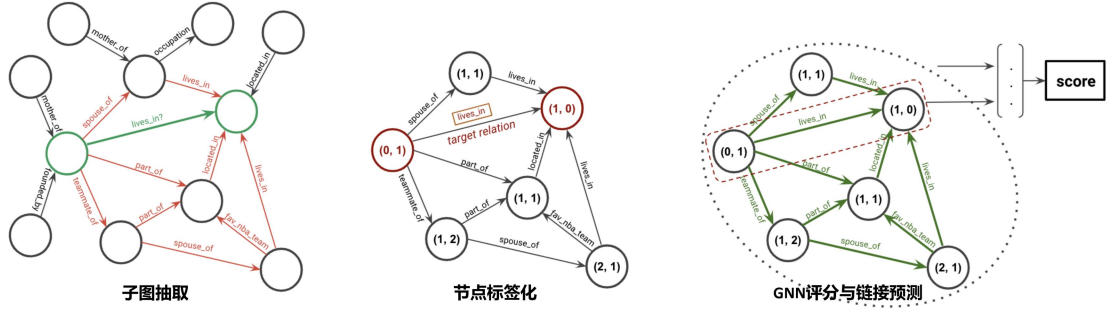 mother_of
occupation
located_in
lives_in
mother_of
spouse_of
lives_in?
located_in
part_of
lives_in
founded_by
teammate_of
part_of
fav_nba_team
spouse_of
子图抽取
(1, 1)
lives_in
spouse_of
lives_in
(1, 0)
target relation
(0, 1)
located_in
part_of
lives_in
teammate_of
part_of
(1, 1)
fav_nba_team
(1, 2)
spouse_of
(2, 1)
节点标签化
(1, 1)
lives_in
spouse_of
lives_in
(1, 0)
(0, 1)
located_in
part_of
lives_in
teammate_of
part_of
(1, 1)
fav_nba_team
(1, 2)
spouse_of
(2, 1)
score
GNN评分与链接预测